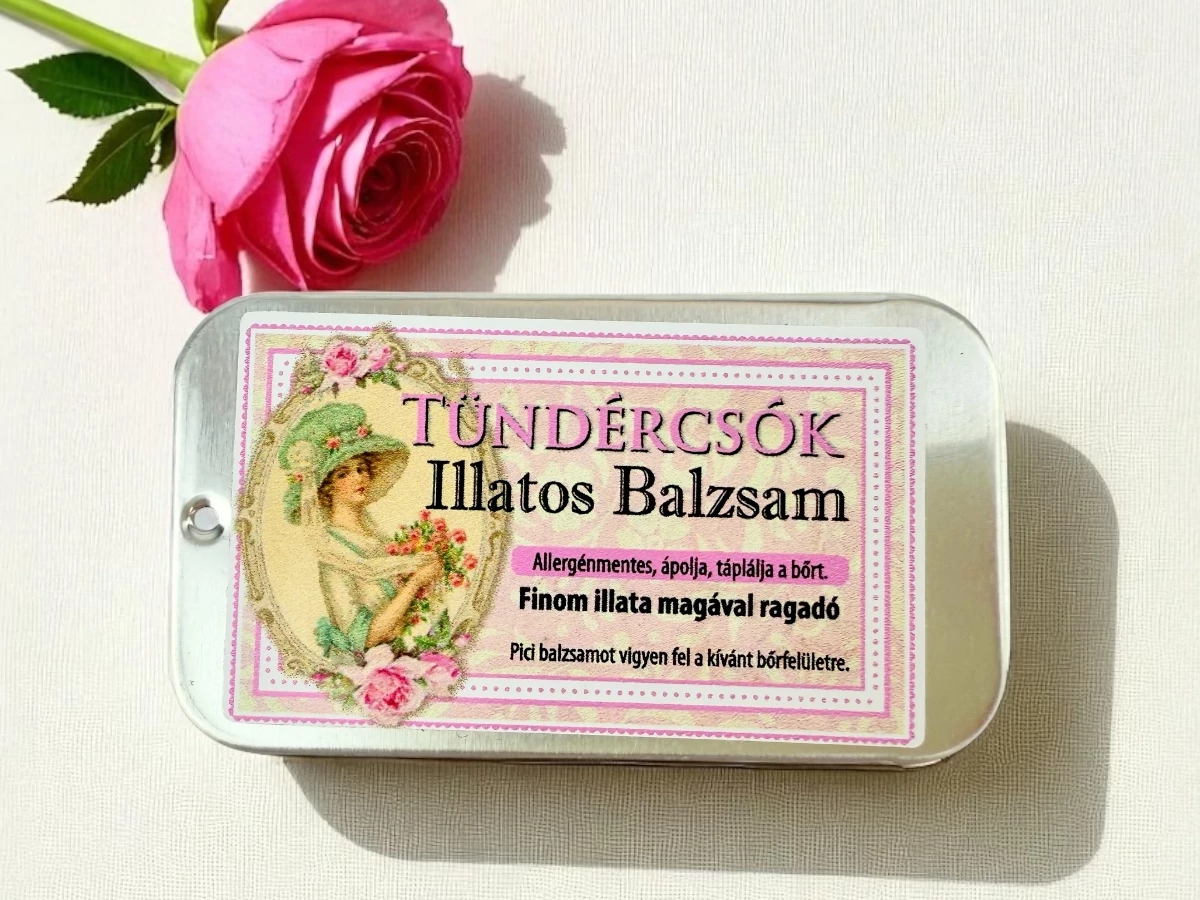 TÜNDÉRCSÓK
Illatos Balzsam
Allergénmentes, ápolja, táplálja a bőrt.
Finom illata magával ragadó
Pici balzsamot vigyen fel a kívánt bőrfelületre.